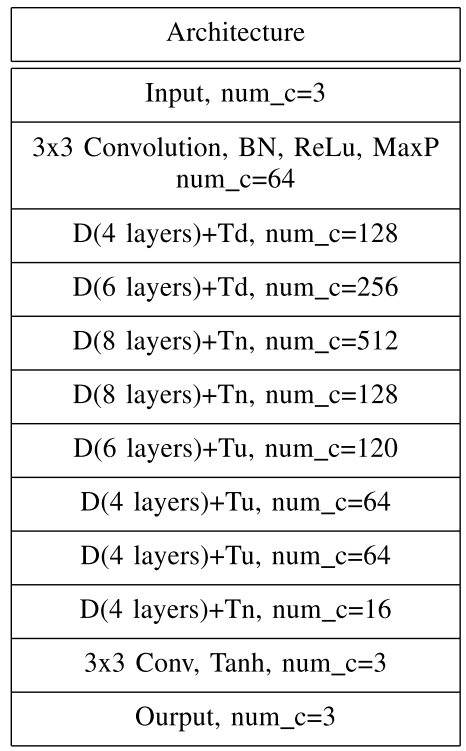 Architecture
Input, num_c=3
3x3 Convolution, BN, ReLu, MaxP
num_c=64
D(4 layers)+Td, num_c=128
D(6 layers)+Td, num_c=256
D(8 layers)+Tn, num_c=512
D(8 layers)+Tn, num_c=128
D(6 layers)+Tu, num_c=120
D(4 layers)+Tu, num_c=64
D(4 layers)+Tu, num_c=64
D(4 layers)+Tn, num_c=16
3x3 Conv, Tanh, num_c=3
Ourput, num_c=3